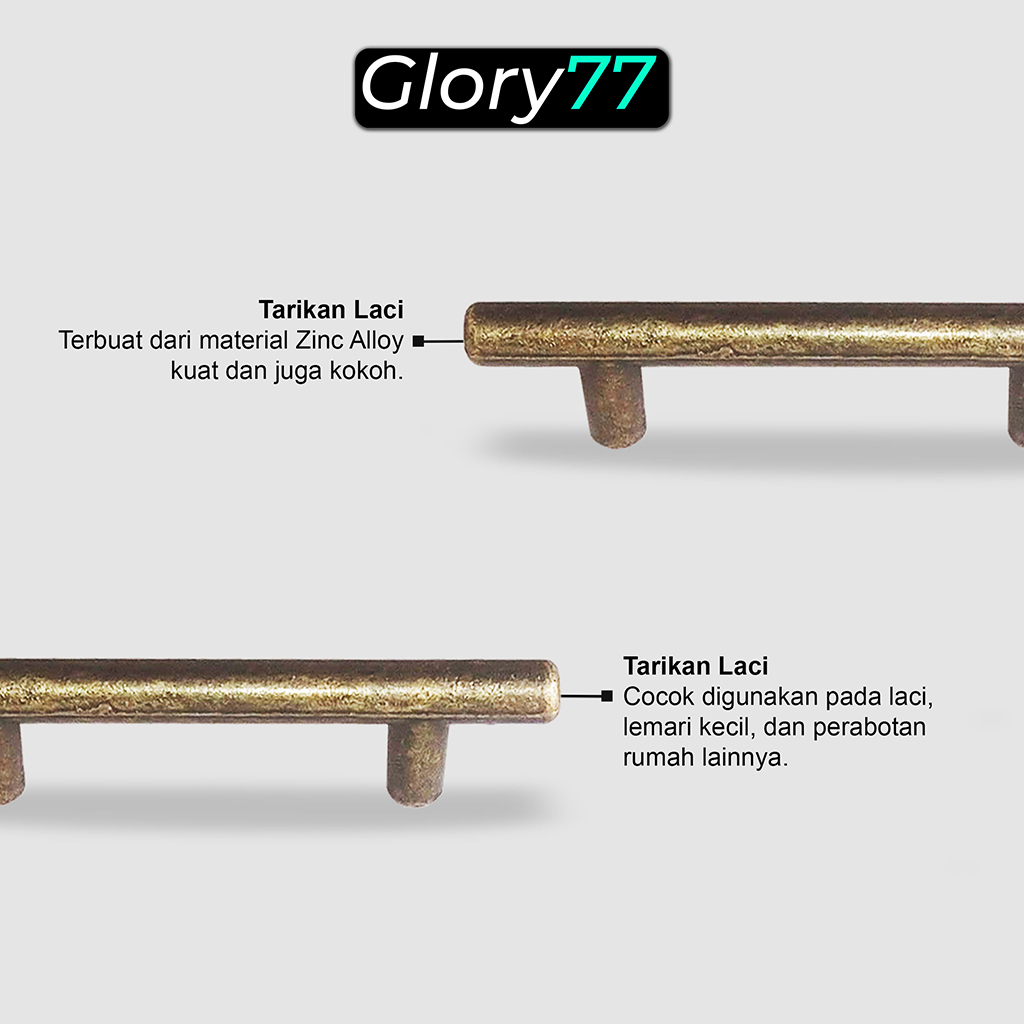 Glory77
Tarikan Laci
Terbuat dari material Zinc Alloy
kuat dan juga kokoh.
Tarikan Laci
Cocok digunakan pada laci,
lemari kecil, dan perabotan
rumah lainnya.